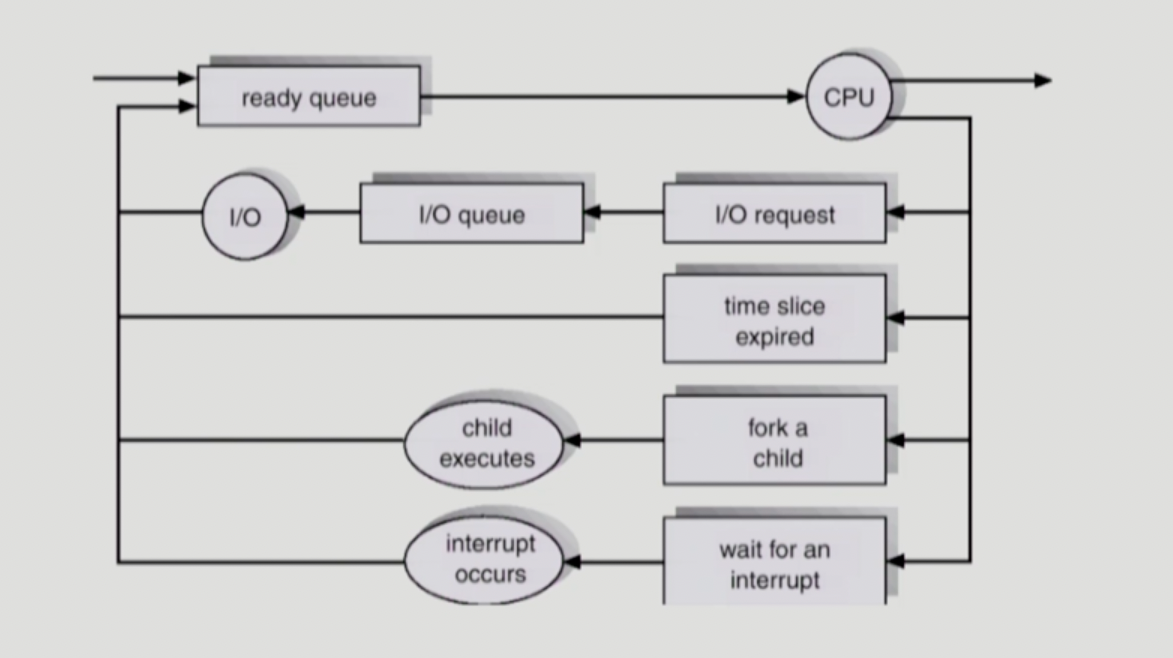 ready queue
CPU
I/O
I/O queue
I/O request
time slice
expired
child
executes
fork a
child
interrupt
occurs
wait for an
interrupt